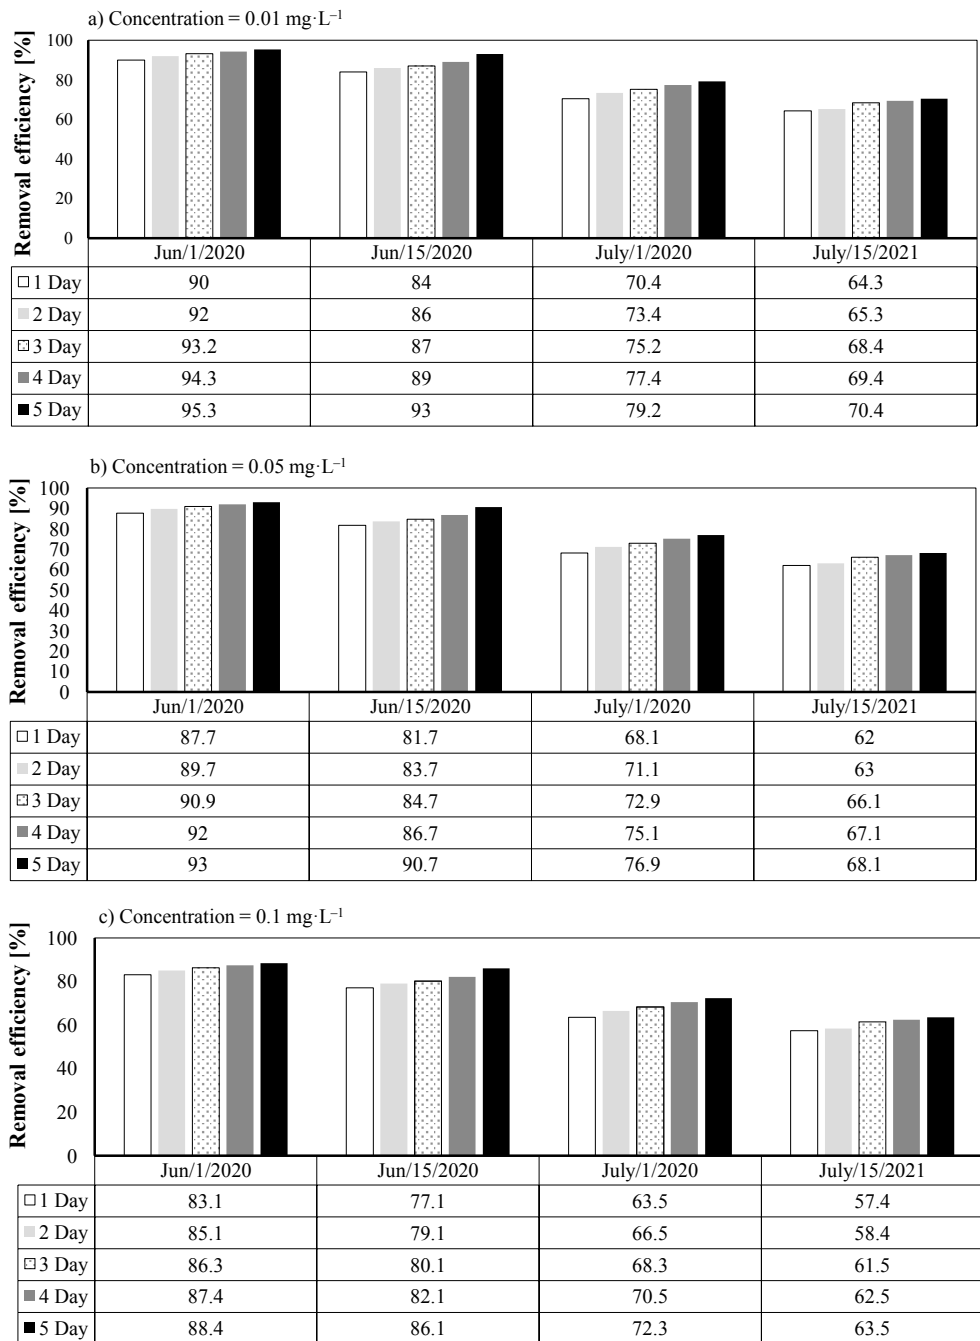 a) Concentration = 0.01 mg·L⁻¹
Removal efficiency [%]
100
80
60
40
20
0
Jun/1/2020 Jun/15/2020 July/1/2020 July/15/2021
1 Day 90 84 70.4 64.3
2 Day 92 86 73.4 65.3
3 Day 93.2 87 75.2 68.4
4 Day 94.3 89 77.4 69.4
5 Day 95.3 93 79.2 70.4
b) Concentration = 0.05 mg·L⁻¹
Removal efficiency [%]
100
90
80
70
60
50
40
30
20
10
0
Jun/1/2020 Jun/15/2020 July/1/2020 July/15/2021
1 Day 87.7 81.7 68.1 62
2 Day 89.7 83.7 71.1 63
3 Day 90.9 84.7 72.9 66.1
4 Day 92 86.7 75.1 67.1
5 Day 93 90.7 76.9 68.1
c) Concentration = 0.1 mg·L⁻¹
Removal efficiency [%]
100
80
60
40
20
0
Jun/1/2020 Jun/15/2020 July/1/2020 July/15/2021
1 Day 83.1 77.1 63.5 57.4
2 Day 85.1 79.1 66.5 58.4
3 Day 86.3 80.1 68.3 61.5
4 Day 87.4 82.1 70.5 62.5
5 Day 88.4 86.1 72.3 63.5